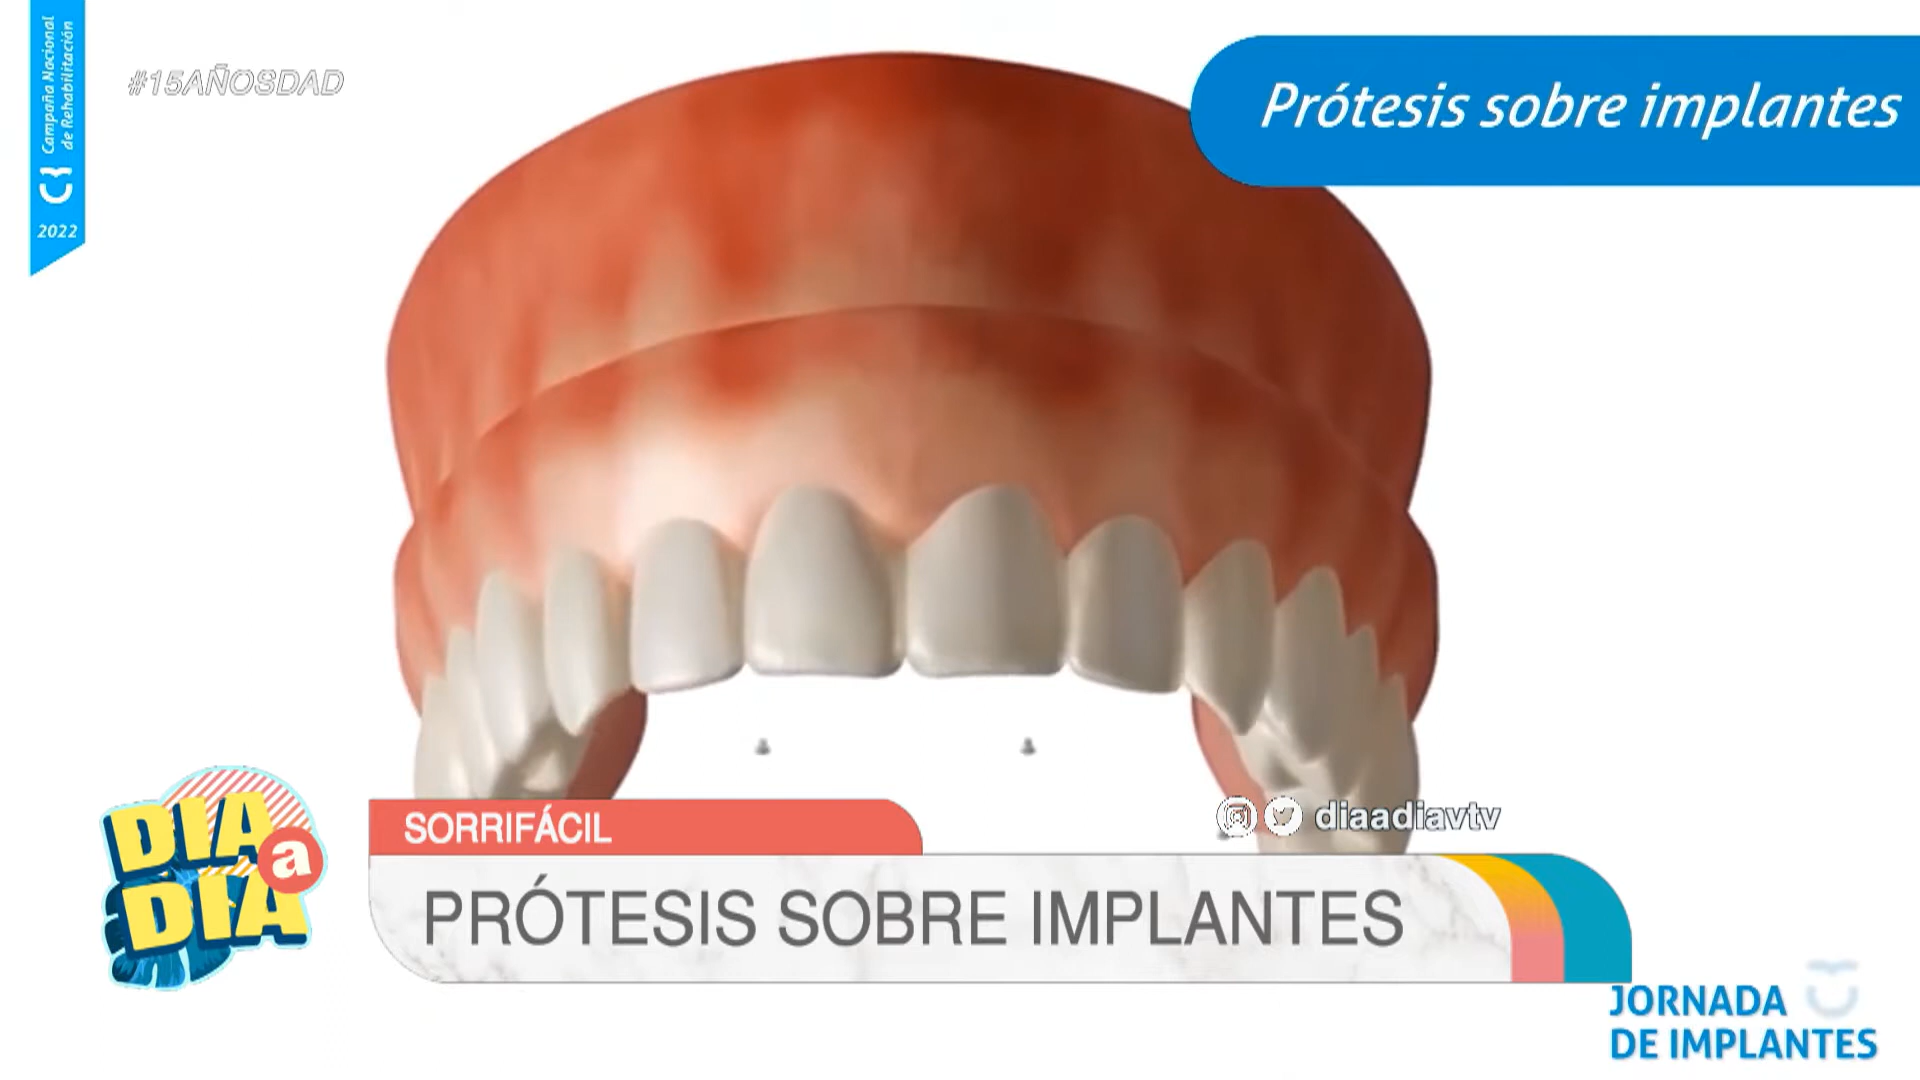 Campaña Nacional
de Rehabilitación
2022
#15AÑOSDAD
Prótesis sobre implantes
DIA
a
DIA
SORRIFÁCIL
diaadiavtv
PRÓTESIS SOBRE IMPLANTES
JORNADA
DE IMPLANTES